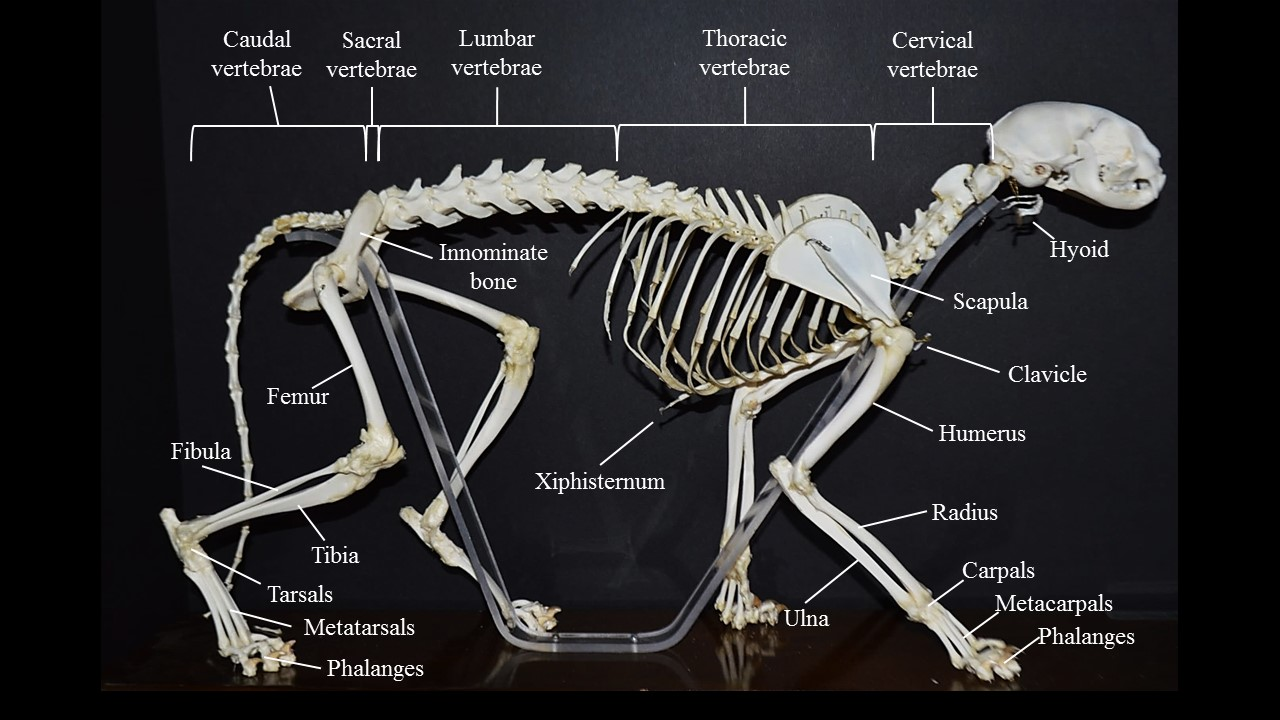 Caudal
vertebrae
Sacral
vertebrae
Lumbar
vertebrae
Thoracic
vertebrae
Cervical
vertebrae
Hyoid
Innominate
bone
Scapula
Clavicle
Femur
Humerus
Fibula
Xiphisternum
Radius
Tibia
Carpals
Tarsals
Metacarpals
Ulna
Metatarsals
Phalanges
Phalanges